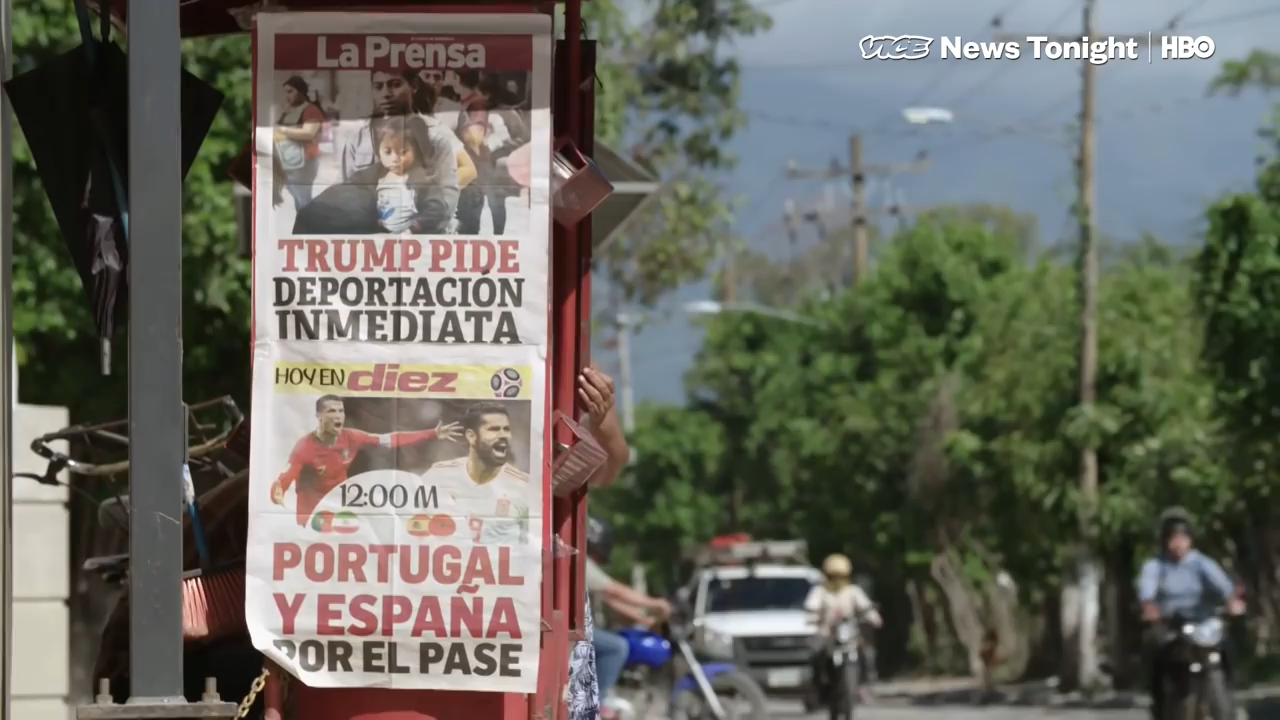 VICE News Tonight | HBO
La Prensa
TRUMP PIDE
DEPORTACIÓN
INMEDIATA
HOY EN diez
12:00 M
PORTUGAL
Y ESPAÑA
POR EL PASE